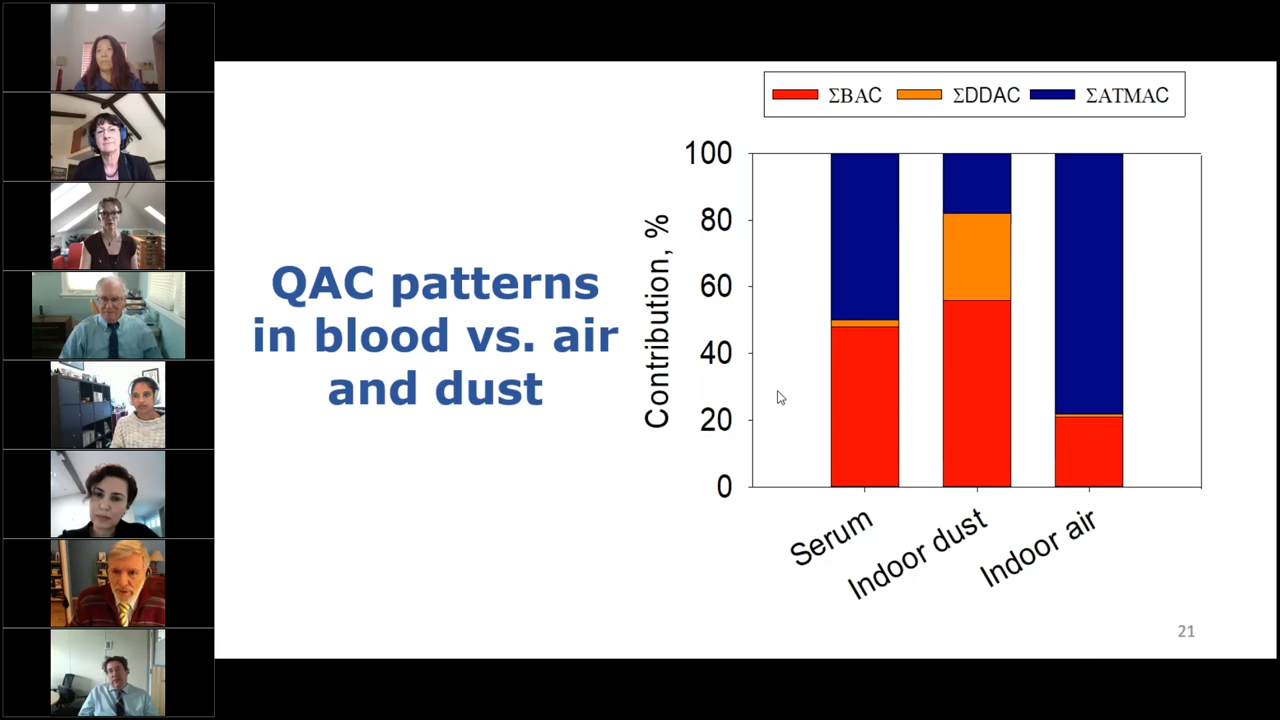 ΣBAC ΣDDAC ΣATMAC
QAC patterns
in blood vs. air
and dust
Contribution, %
100
80
60
40
20
0
Serum
Indoor dust
Indoor air
21